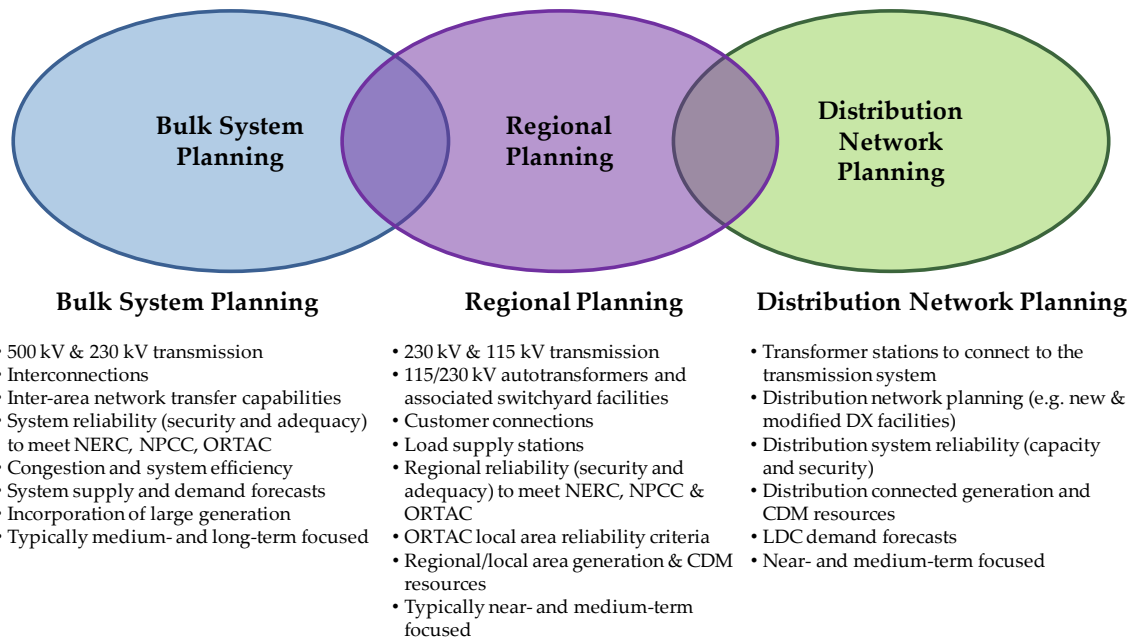 Bulk System
Planning
Regional
Planning
Distribution
Network
Planning
Bulk System Planning
• 500 kV & 230 kV transmission
• Interconnections
• Inter-area network transfer capabilities
• System reliability (security and adequacy)
to meet NERC, NPCC, ORTAC
• Congestion and system efficiency
• System supply and demand forecasts
• Incorporation of large generation
• Typically medium- and long-term focused
Regional Planning
• 230 kV & 115 kV transmission
• 115/230 kV autotransformers and
associated switchyard facilities
• Customer connections
• Load supply stations
• Regional reliability (security and
adequacy) to meet NERC, NPCC &
ORTAC
• ORTAC local area reliability criteria
• Regional/local area generation & CDM
resources
• Typically near- and medium-term
focused
Distribution Network Planning
• Transformer stations to connect to the
transmission system
• Distribution network planning (e.g. new &
modified DX facilities)
• Distribution system reliability (capacity
and security)
• Distribution connected generation and
CDM resources
• LDC demand forecasts
• Near- and medium-term focused